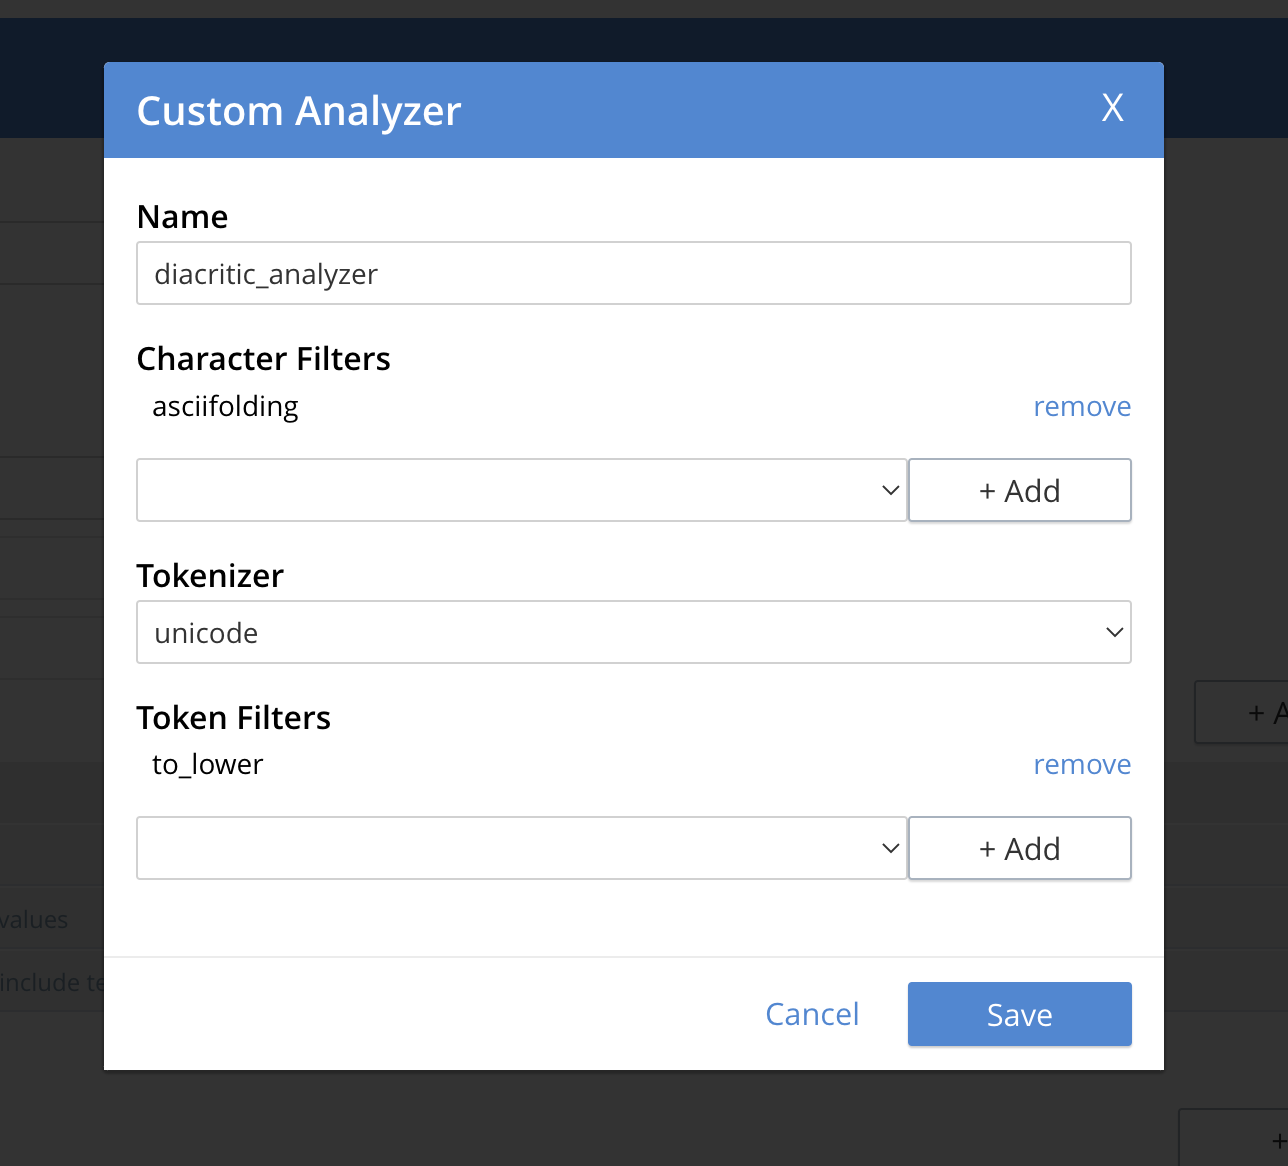 Custom Analyzer X
Name
diacritic_analyzer
Character Filters
asciifolding remove
+ Add
Tokenizer
unicode
+ A
Token Filters
to_lower remove
+ Add
values
include te
Cancel Save
+